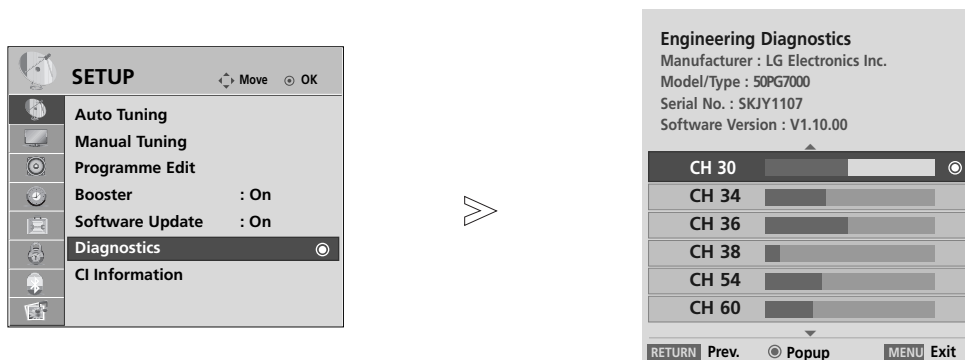 SETUP
Move OK
Auto Tuning
Manual Tuning
Programme Edit
Booster : On
Software Update : On
Diagnostics
CI Information
Engineering Diagnostics
Manufacturer : LG Electronics Inc.
Model/Type : 50PG7000
Serial No. : SKJY1107
Software Version : V1.10.00
CH 30
CH 34
CH 36
CH 38
CH 54
CH 60
RETURN Prev. Popup MENU Exit